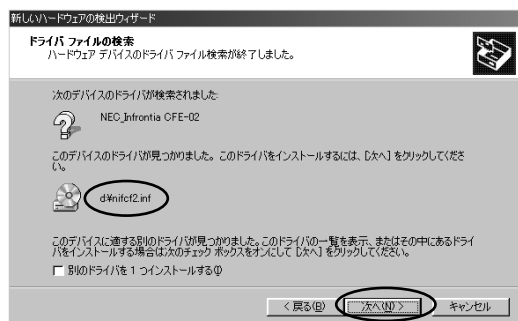 新しいハードウェアの検出ウィザード
ドライバ ファイルの検索
ハードウェア デバイスのドライバ ファイル検索が終了しました。
次のデバイスのドライバが検索されました:
NEC_Infrontia CFE-02
このデバイスのドライバが見つかりました。このドライバをインストールするには、[次へ] をクリックしてくださ
い。
d:¥nifcf2.inf
このデバイスに適する別のドライバが見つかりました。このドライバの一覧を表示、またはその中にあるドライ
バをインストールする場合は次のチェック ボックスをオンにして [次へ] をクリックしてください。
別のドライバを 1 つインストールする(I)
< 戻る(B)
次へ(N) >
キャンセル